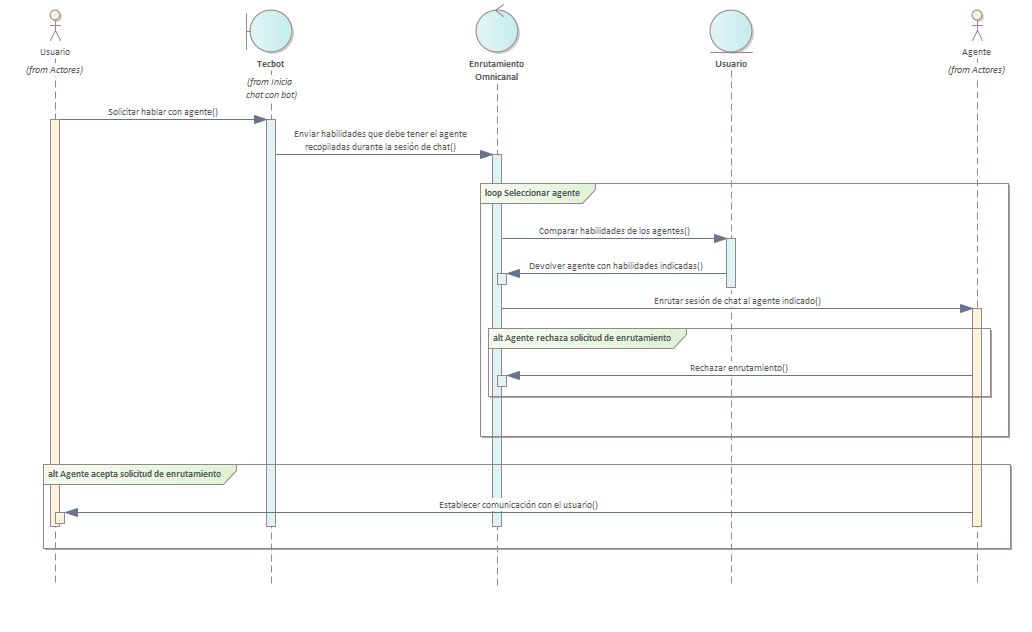 Usuario
(from Actores)
Tecbot
(from Inicia
chat con bot)
Enrutamiento
Omnicanal
Usuario
Agente
(from Actores)
Solicitar hablar con agente()
Enviar habilidades que debe tener el agente
recopiladas durante la sesión de chat()
loop Seleccionar agente
Comparar habilidades de los agentes()
Devolver agente con habilidades indicadas()
Enrutar sesión de chat al agente indicado()
alt Agente rechaza solicitud de enrutamiento
Rechazar enrutamiento()
alt Agente acepta solicitud de enrutamiento
Establecer comunicación con el usuario()